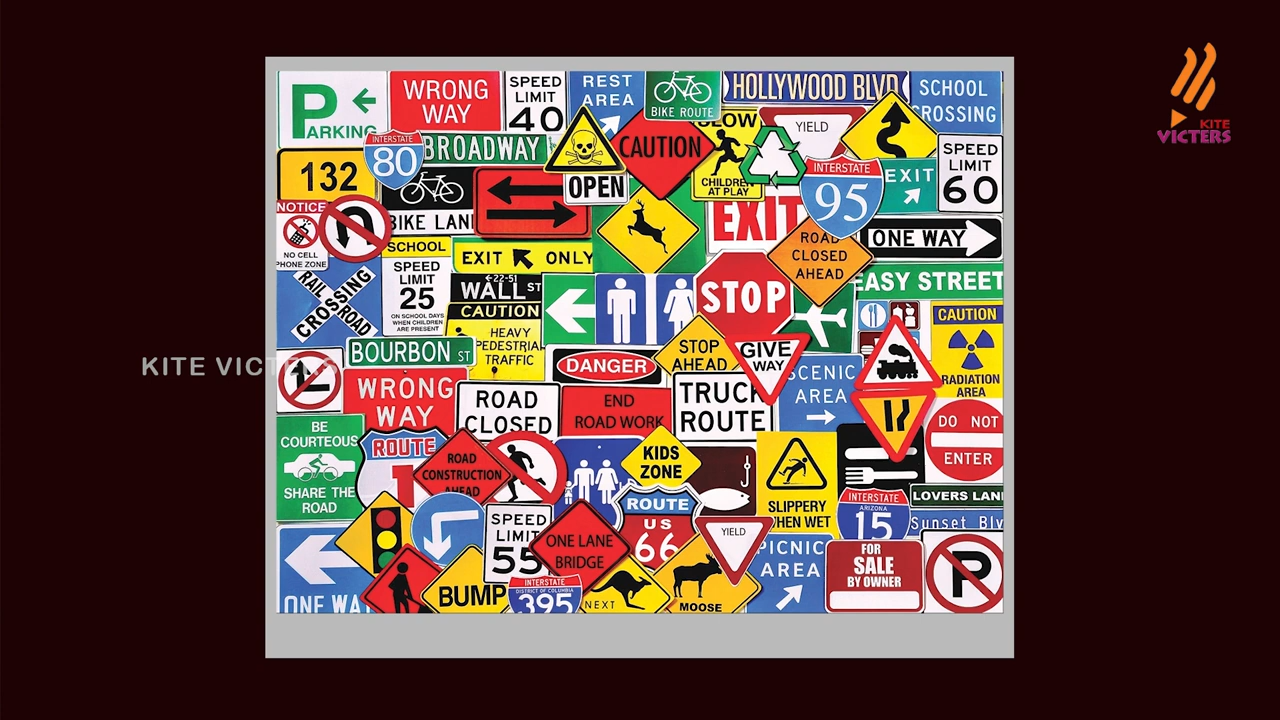 PARKING
WRONG
WAY
SPEED
LIMIT
40
REST
AREA
BIKE ROUTE
HOLLYWOOD BLVD
SCHOOL
CROSSING
KITE
VICTERS
INTERSTATE
80
BROADWAY
CAUTION
SLOW
CHILDREN
AT PLAY
YIELD
SPEED
LIMIT
60
132
OPEN
INTERSTATE
95
EXIT
NOTICE
NO CELL
PHONE ZONE
BIKE LANE
EXIT
ROAD
CLOSED
AHEAD
ONE WAY
SCHOOL
SPEED
LIMIT
25
ON SCHOOL DAYS
WHEN CHILDREN
ARE PRESENT
EXIT ONLY
EASY STREET
RAILROAD
CROSSING
22-51
WALL ST
CAUTION
HEAVY
PEDESTRIAN
TRAFFIC
STOP
CAUTION
RADIATION
AREA
BOURBON ST
KITE VICTERS
DANGER
STOP
AHEAD
GIVE
WAY
SCENIC
AREA
WRONG
WAY
ROAD
CLOSED
END
ROAD WORK
TRUCK
ROUTE
DO NOT
ENTER
BE
COURTEOUS
SHARE THE
ROAD
ROUTE
1
ROAD
CONSTRUCTION
AHEAD
KIDS
ZONE
SLIPPERY
WHEN WET
INTERSTATE
ARIZONA
15
LOVERS LANE
Sunset Blv
ROUTE
US
66
SPEED
LIMIT
55
ONE LANE
BRIDGE
YIELD
PICNIC
AREA
FOR
SALE
BY OWNER
P
ONE WAY
BUMP
INTERSTATE
DISTRICT OF COLUMBIA
395
NEXT
MOOSE